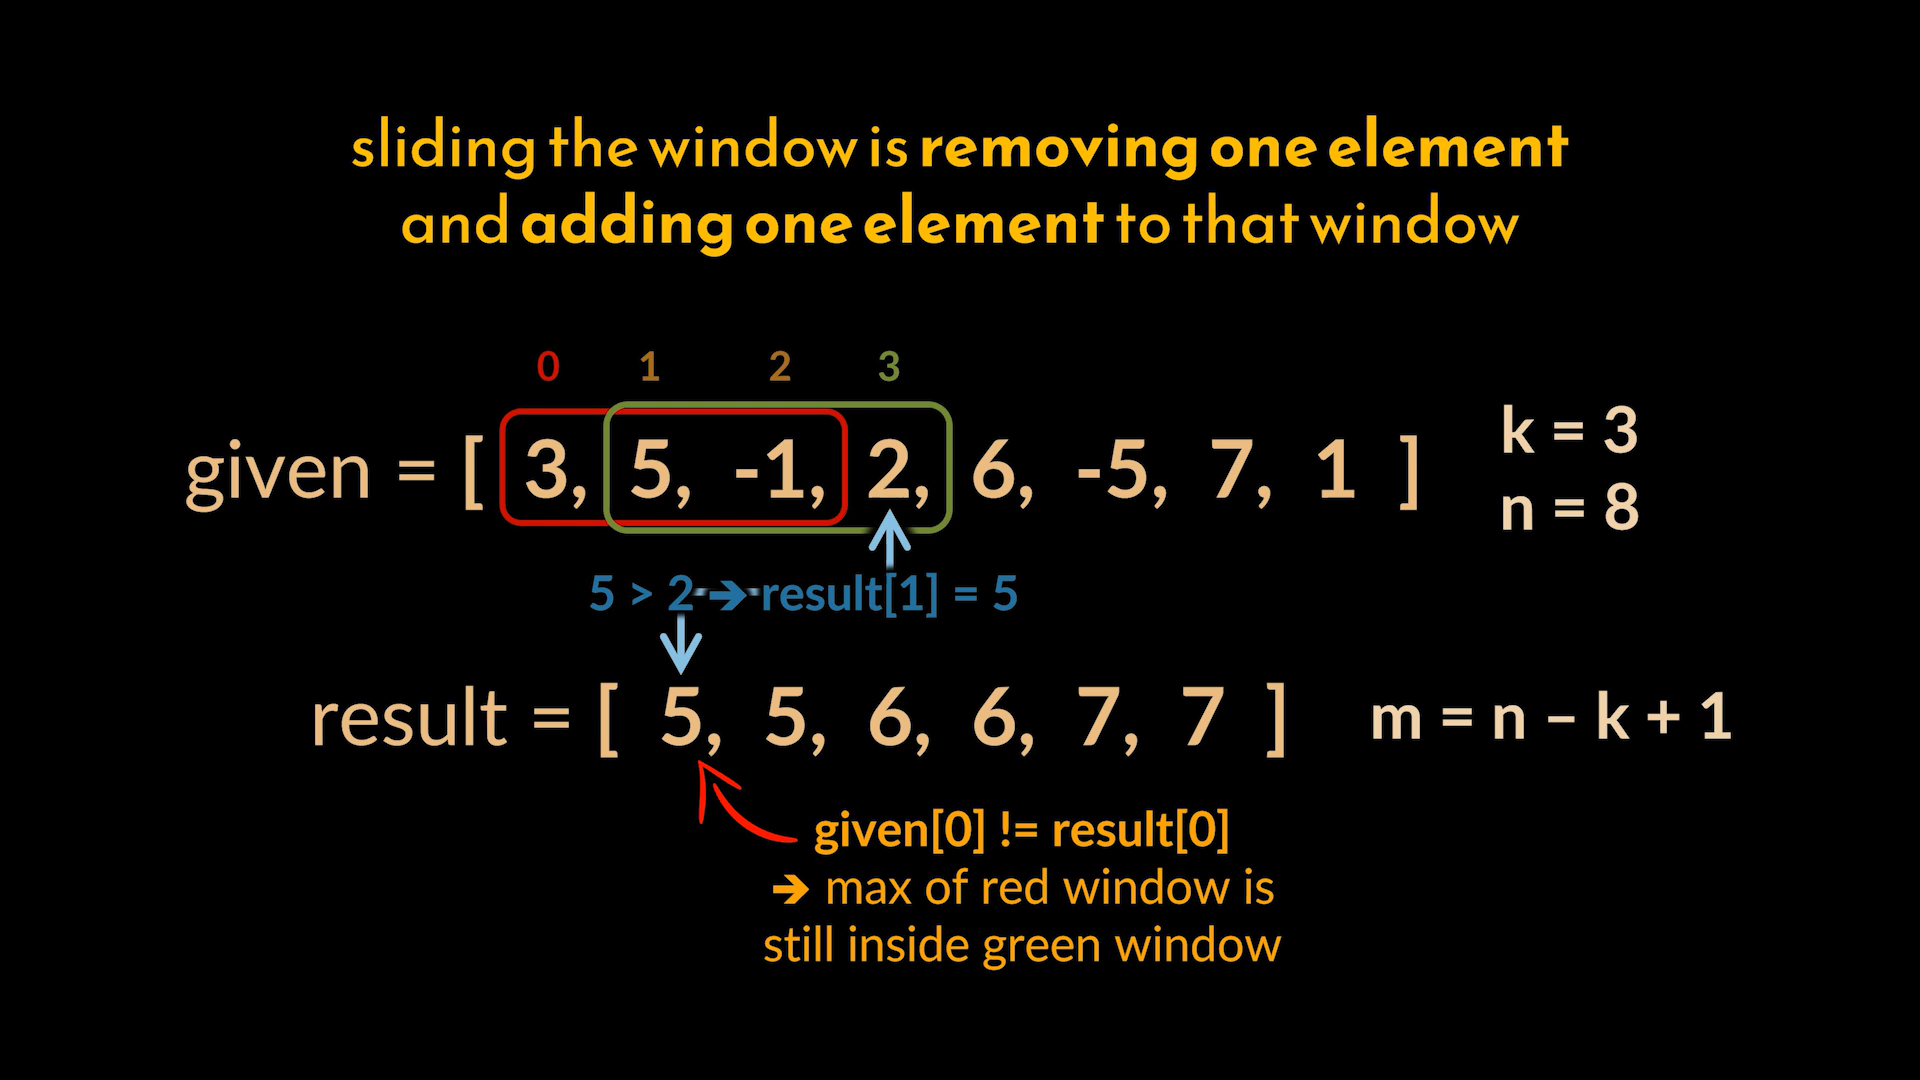 sliding the window is removing one element
and adding one element to that window
0 1 2 3
given = [ 3, 5, -1, 2, 6, -5, 7, 1 ]
k = 3
n = 8
5 > 2 ➔ result[1] = 5
result = [ 5, 5, 6, 6, 7, 7 ]
m = n – k + 1
given[0] != result[0]
➔ max of red window is
still inside green window